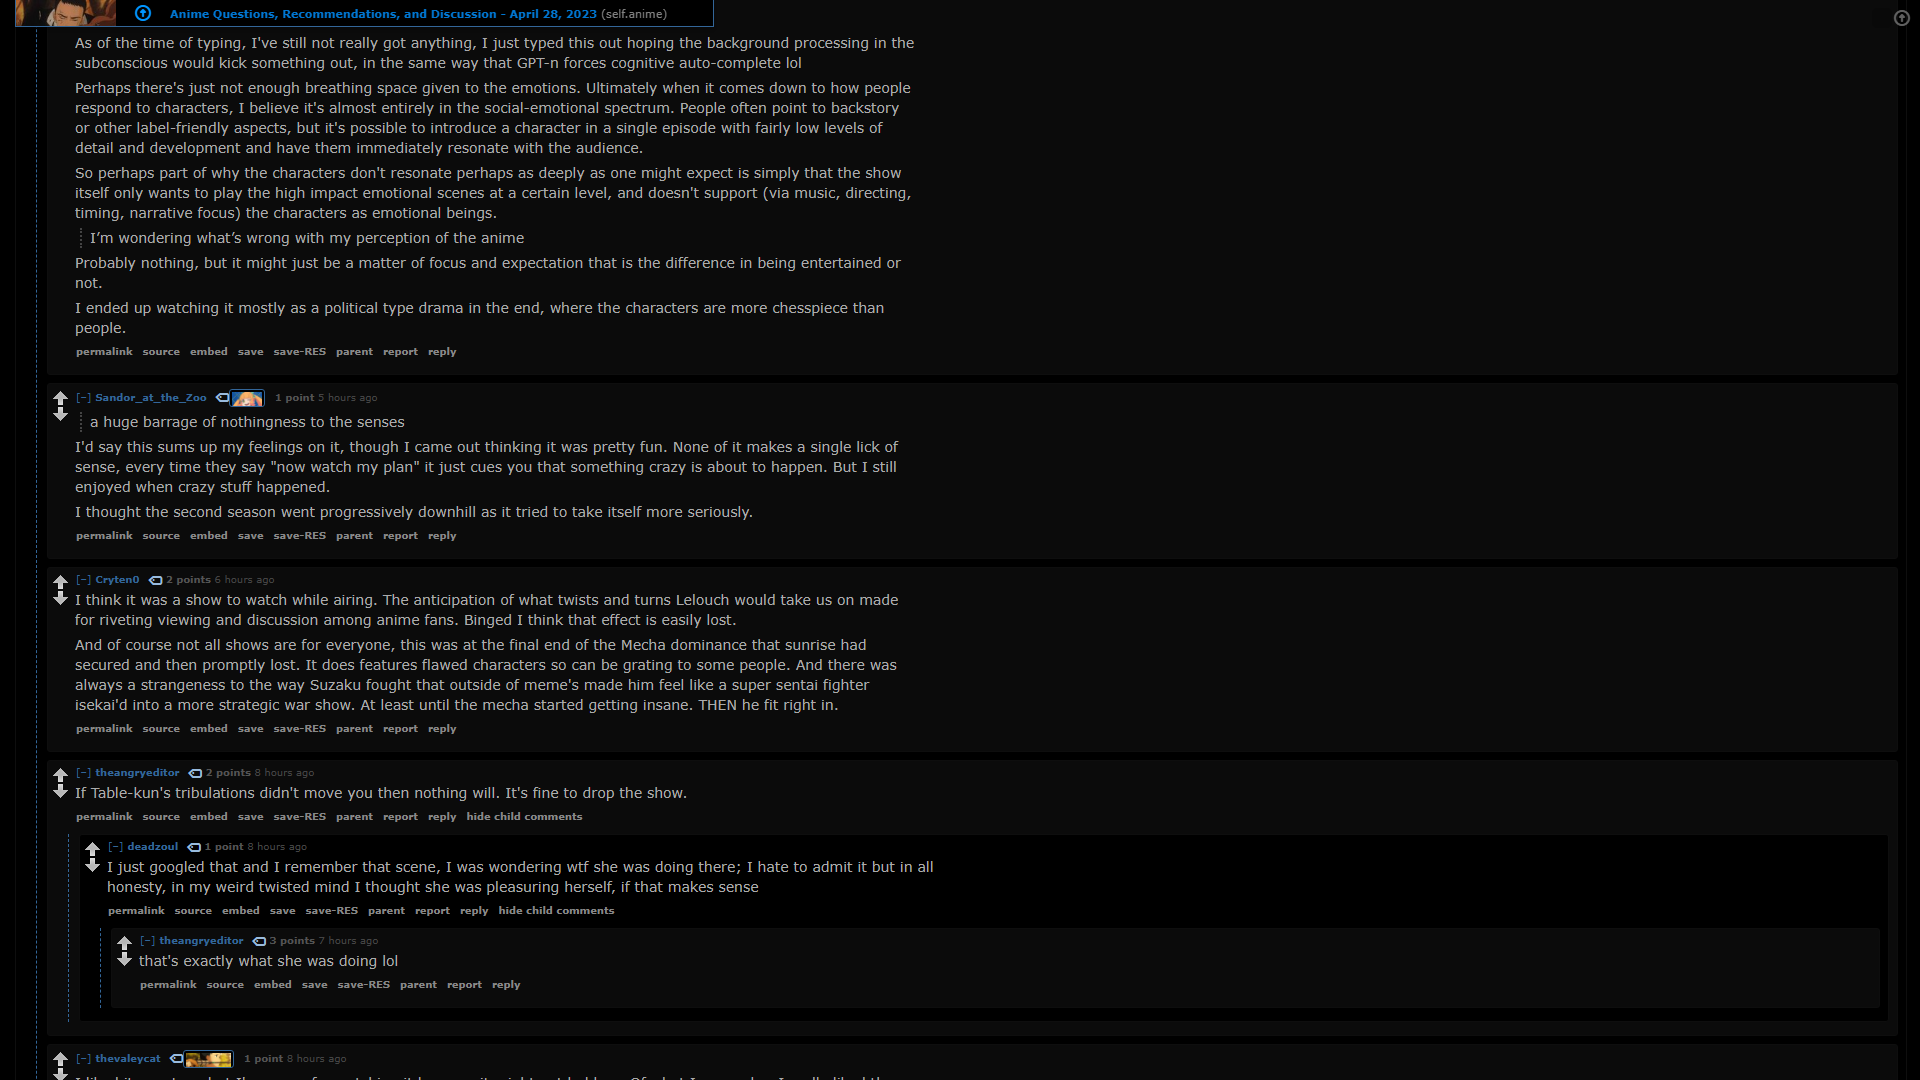 Anime Questions, Recommendations, and Discussion - April 28, 2023 (self.anime)
As of the time of typing, I've still not really got anything, I just typed this out hoping the background processing in the
subconscious would kick something out, in the same way that GPT-n forces cognitive auto-complete lol
Perhaps there's just not enough breathing space given to the emotions. Ultimately when it comes down to how people
respond to characters, I believe it's almost entirely in the social-emotional spectrum. People often point to backstory
or other label-friendly aspects, but it's possible to introduce a character in a single episode with fairly low levels of
detail and development and have them immediately resonate with the audience.
So perhaps part of why the characters don't resonate perhaps as deeply as one might expect is simply that the show
itself only wants to play the high impact emotional scenes at a certain level, and doesn't support (via music, directing,
timing, narrative focus) the characters as emotional beings.
I’m wondering what’s wrong with my perception of the anime
Probably nothing, but it might just be a matter of focus and expectation that is the difference in being entertained or
not.
I ended up watching it mostly as a political type drama in the end, where the characters are more chesspiece than
people.
permalink source embed save save-RES parent report reply
[–] Sandor_at_the_Zoo 1 point 5 hours ago
a huge barrage of nothingness to the senses
I'd say this sums up my feelings on it, though I came out thinking it was pretty fun. None of it makes a single lick of
sense, every time they say "now watch my plan" it just cues you that something crazy is about to happen. But I still
enjoyed when crazy stuff happened.
I thought the second season went progressively downhill as it tried to take itself more seriously.
permalink source embed save save-RES parent report reply
[–] Cryten0 2 points 6 hours ago
I think it was a show to watch while airing. The anticipation of what twists and turns Lelouch would take us on made
for riveting viewing and discussion among anime fans. Binged I think that effect is easily lost.
And of course not all shows are for everyone, this was at the final end of the Mecha dominance that sunrise had
secured and then promptly lost. It does features flawed characters so can be grating to some people. And there was
always a strangeness to the way Suzaku fought that outside of meme's made him feel like a super sentai fighter
isekai'd into a more strategic war show. At least until the mecha started getting insane. THEN he fit right in.
permalink source embed save save-RES parent report reply
[–] theangryeditor 2 points 8 hours ago
If Table-kun's tribulations didn't move you then nothing will. It's fine to drop the show.
permalink source embed save save-RES parent report reply hide child comments
[–] deadzoul 1 point 8 hours ago
I just googled that and I remember that scene, I was wondering wtf she was doing there; I hate to admit it but in all
honesty, in my weird twisted mind I thought she was pleasuring herself, if that makes sense
permalink source embed save save-RES parent report reply hide child comments
[–] theangryeditor 3 points 7 hours ago
that's exactly what she was doing lol
permalink source embed save save-RES parent report reply
[–] thevaleycat 1 point 8 hours ago